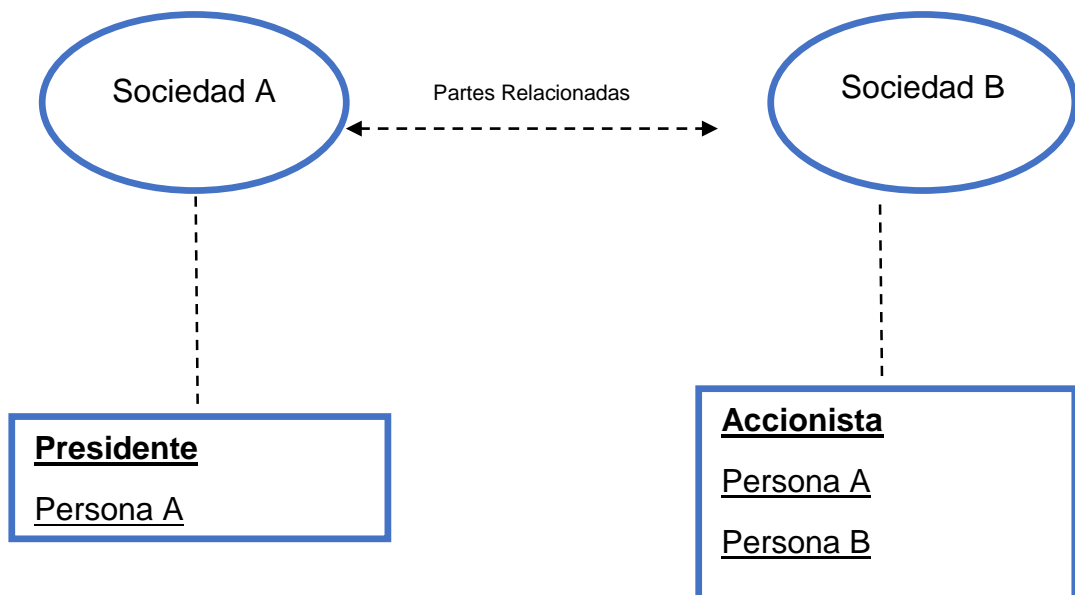 Sociedad A
Partes Relacionadas
Sociedad B
Presidente
Persona A
Accionista
Persona A
Persona B